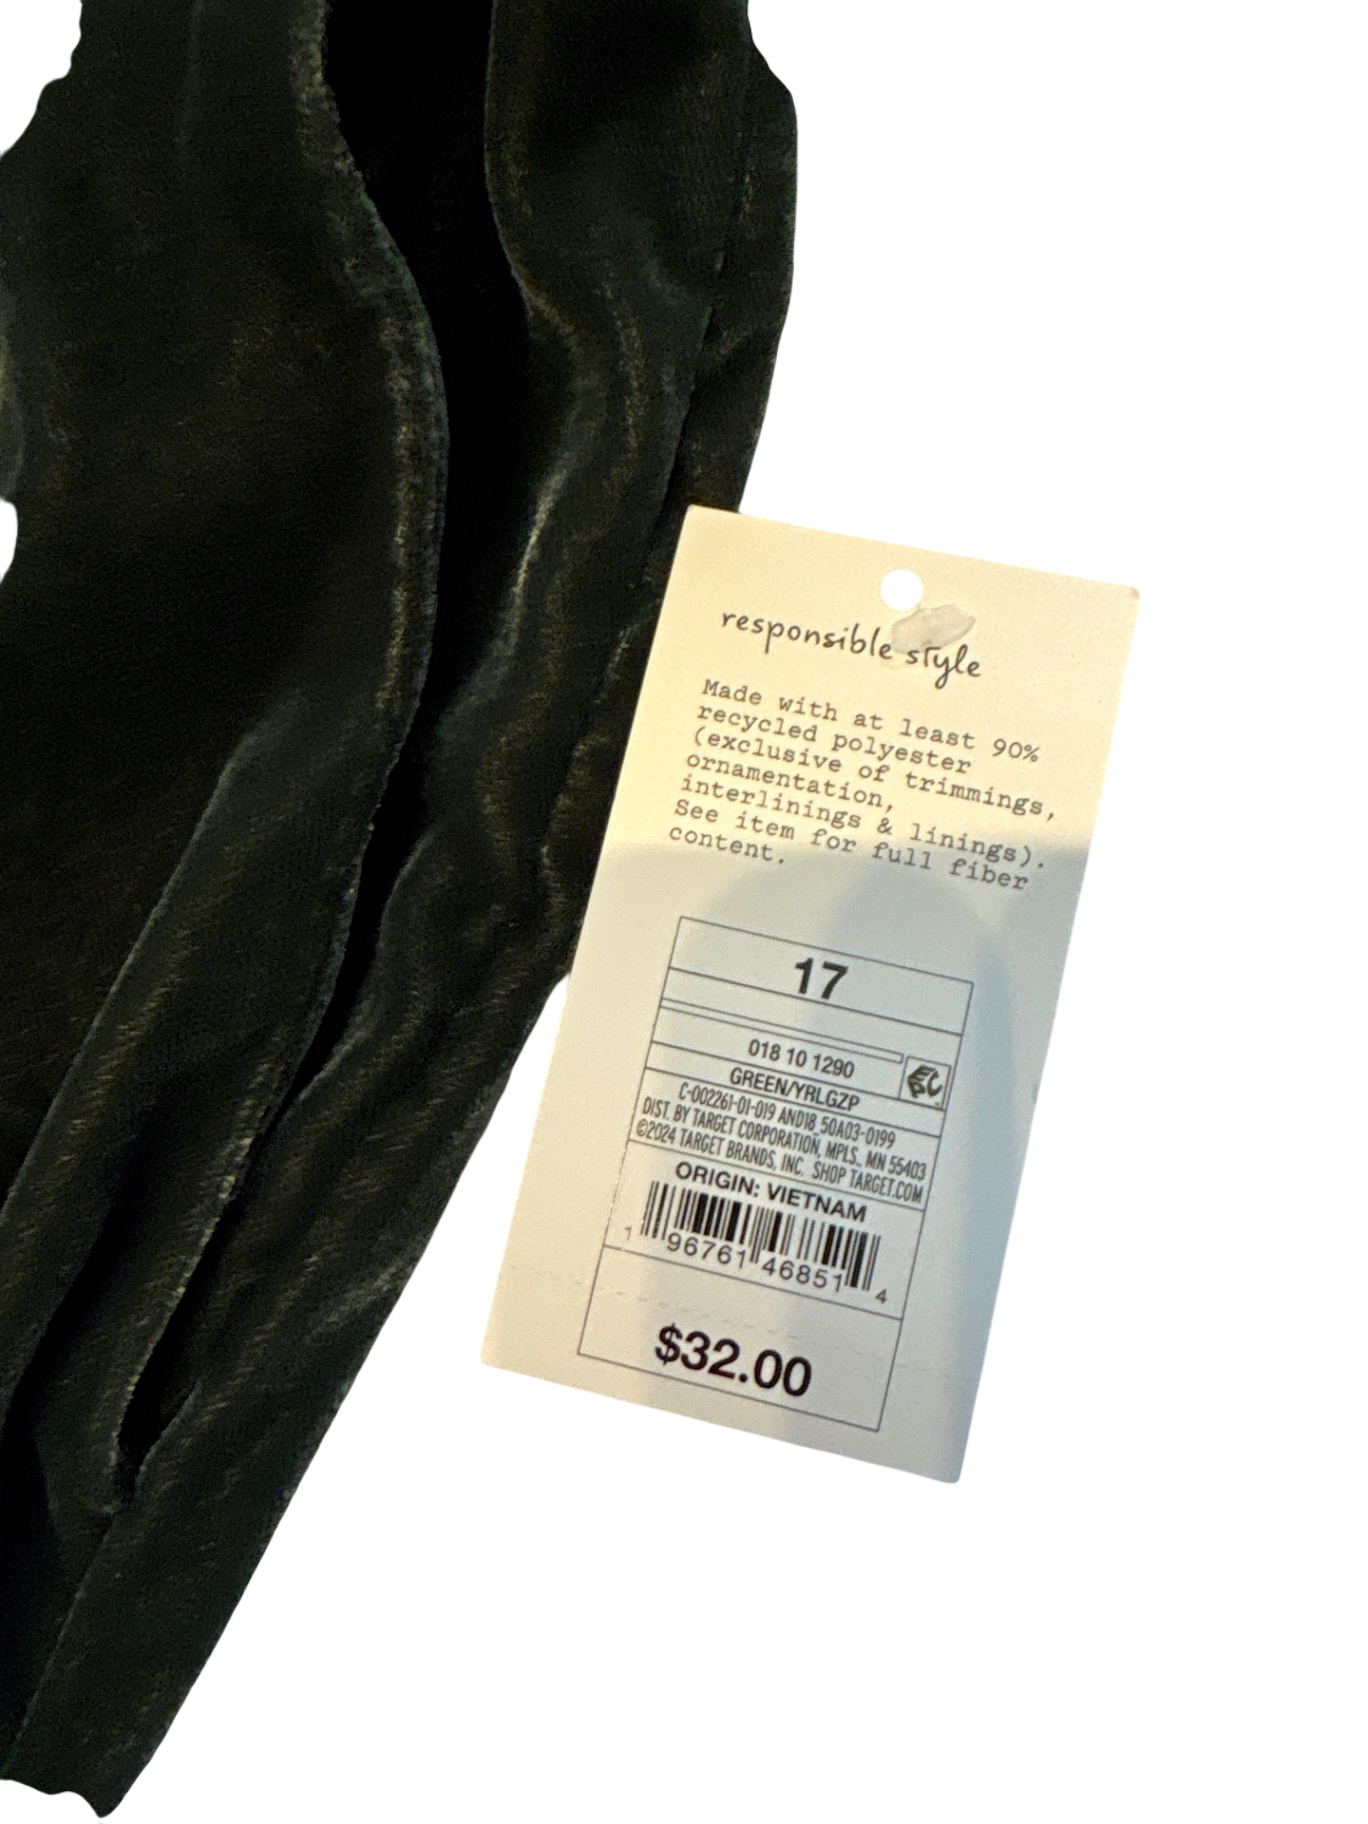 responsible style
Made with at least 90%
recycled polyester
(exclusive of trimmings,
ornamentation,
interlinings & linings).
See item for full fiber
content.
17
018 10 1290
GREEN/YRLGZP
C-002261-01-019 AND18 50A03-0199
DIST. BY TARGET CORPORATION, MPLS., MN 55403
©2024 TARGET BRANDS, INC. SHOP TARGET.COM
ORIGIN: VIETNAM
1 96761 46851 4
$32.00